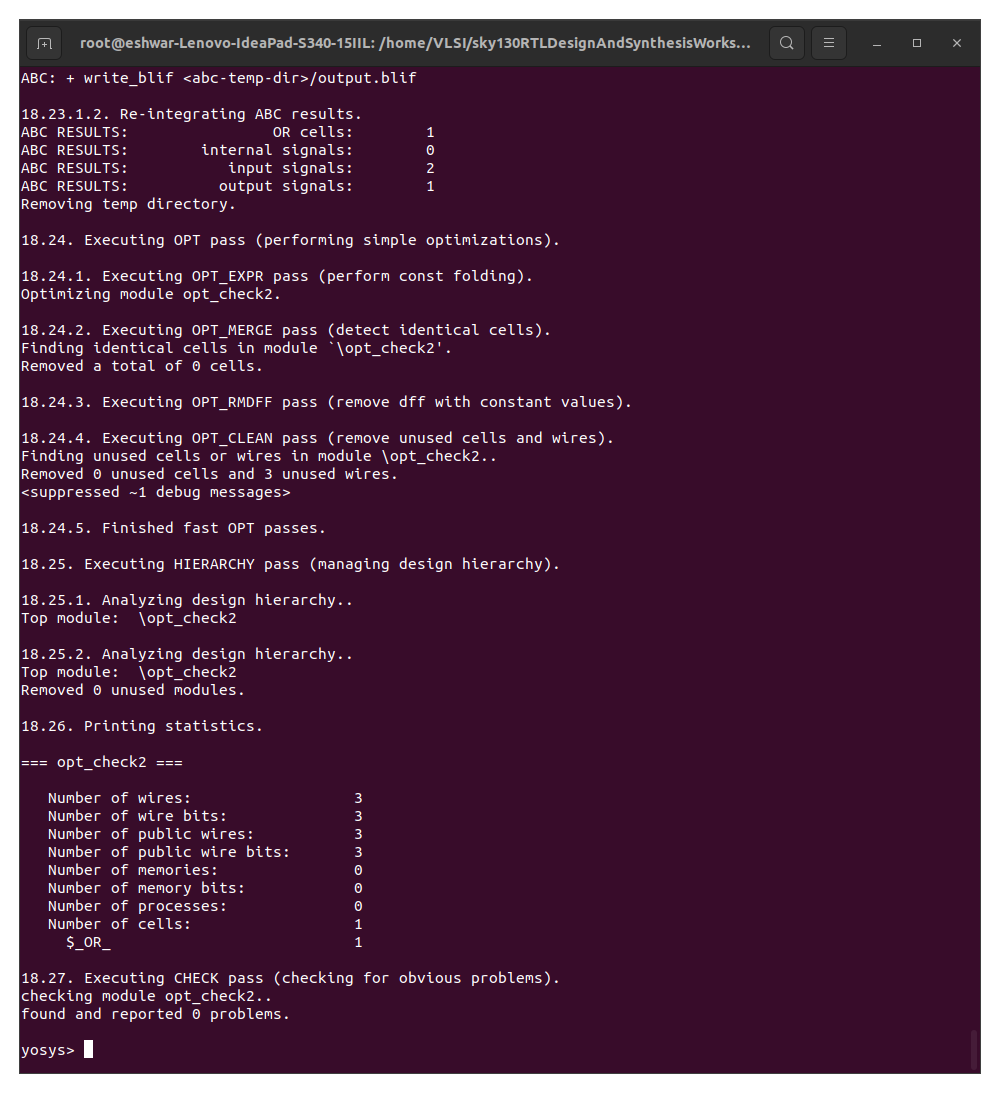 root@eshwar-Lenovo-IdeaPad-S340-15IIL: /home/VLSI/sky130RTLDesignAndSynthesisWorks...
ABC: + write_blif <abc-temp-dir>/output.blif
18.23.1.2. Re-integrating ABC results.
ABC RESULTS:                OR cells:        1
ABC RESULTS:        internal signals:        0
ABC RESULTS:           input signals:        2
ABC RESULTS:          output signals:        1
Removing temp directory.
18.24. Executing OPT pass (performing simple optimizations).
18.24.1. Executing OPT_EXPR pass (perform const folding).
Optimizing module opt_check2.
18.24.2. Executing OPT_MERGE pass (detect identical cells).
Finding identical cells in module `\opt_check2'.
Removed a total of 0 cells.
18.24.3. Executing OPT_RMDFF pass (remove dff with constant values).
18.24.4. Executing OPT_CLEAN pass (remove unused cells and wires).
Finding unused cells or wires in module \opt_check2..
Removed 0 unused cells and 3 unused wires.
<suppressed ~1 debug messages>
18.24.5. Finished fast OPT passes.
18.25. Executing HIERARCHY pass (managing design hierarchy).
18.25.1. Analyzing design hierarchy..
Top module:  \opt_check2
18.25.2. Analyzing design hierarchy..
Top module:  \opt_check2
Removed 0 unused modules.
18.26. Printing statistics.
=== opt_check2 ===
   Number of wires:                  3
   Number of wire bits:              3
   Number of public wires:           3
   Number of public wire bits:       3
   Number of memories:               0
   Number of memory bits:            0
   Number of processes:              0
   Number of cells:                  1
     $_OR_                           1
18.27. Executing CHECK pass (checking for obvious problems).
checking module opt_check2..
found and reported 0 problems.
yosys>